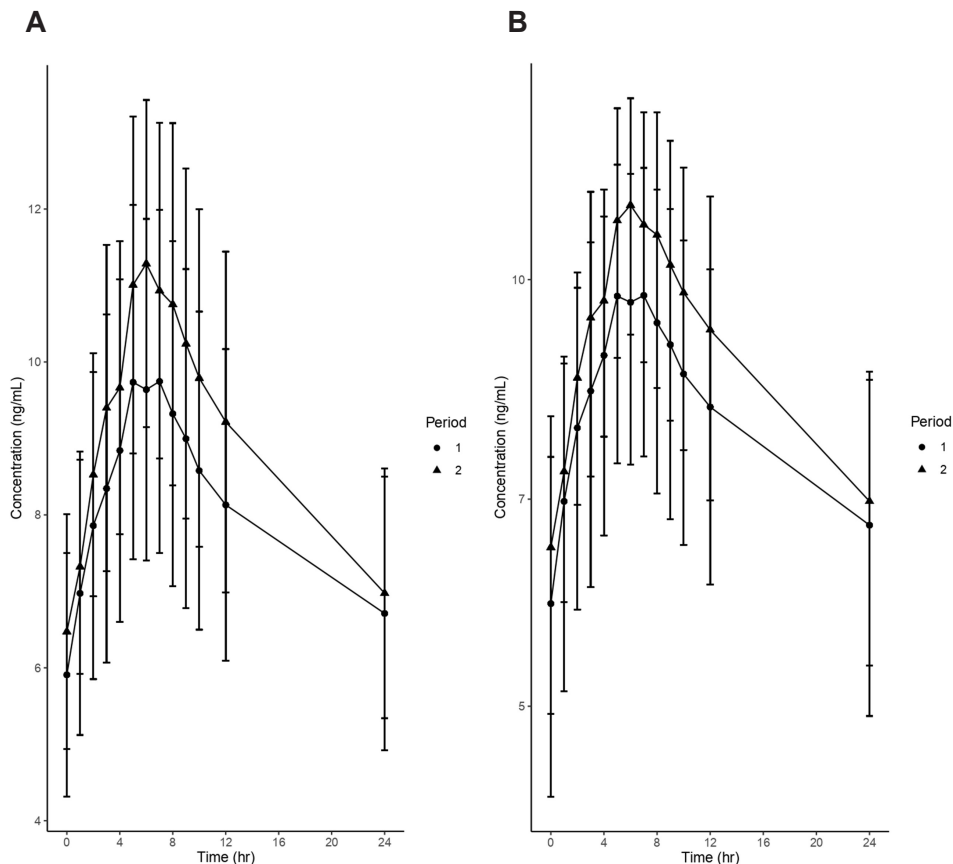 A
B
Concentration (ng/mL)
12
10
8
6
4
0 4 8 12 16 20 24
Time (hr)
Period
1
2
Concentration (ng/mL)
10
7
5
0 4 8 12 16 20 24
Time (hr)
Period
1
2